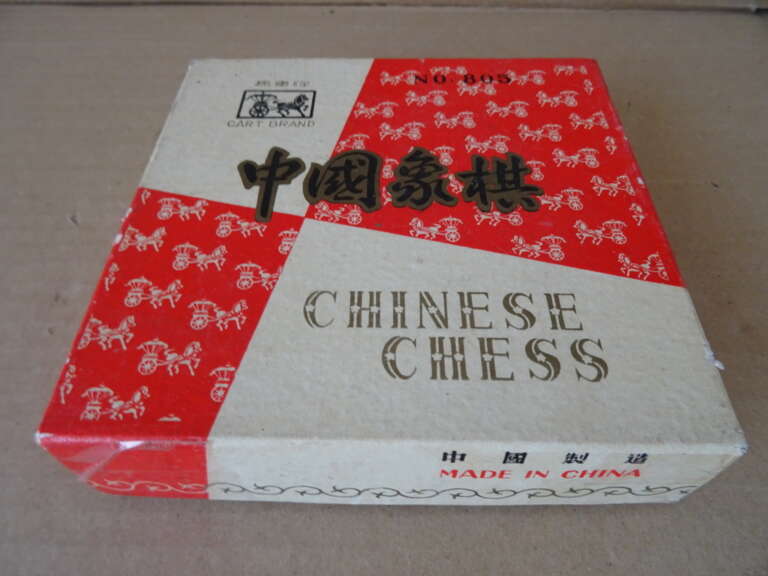 NO. 805
馬車牌
CART BRAND
中國象棋
CHINESE
CHESS
中國製造
MADE IN CHINA